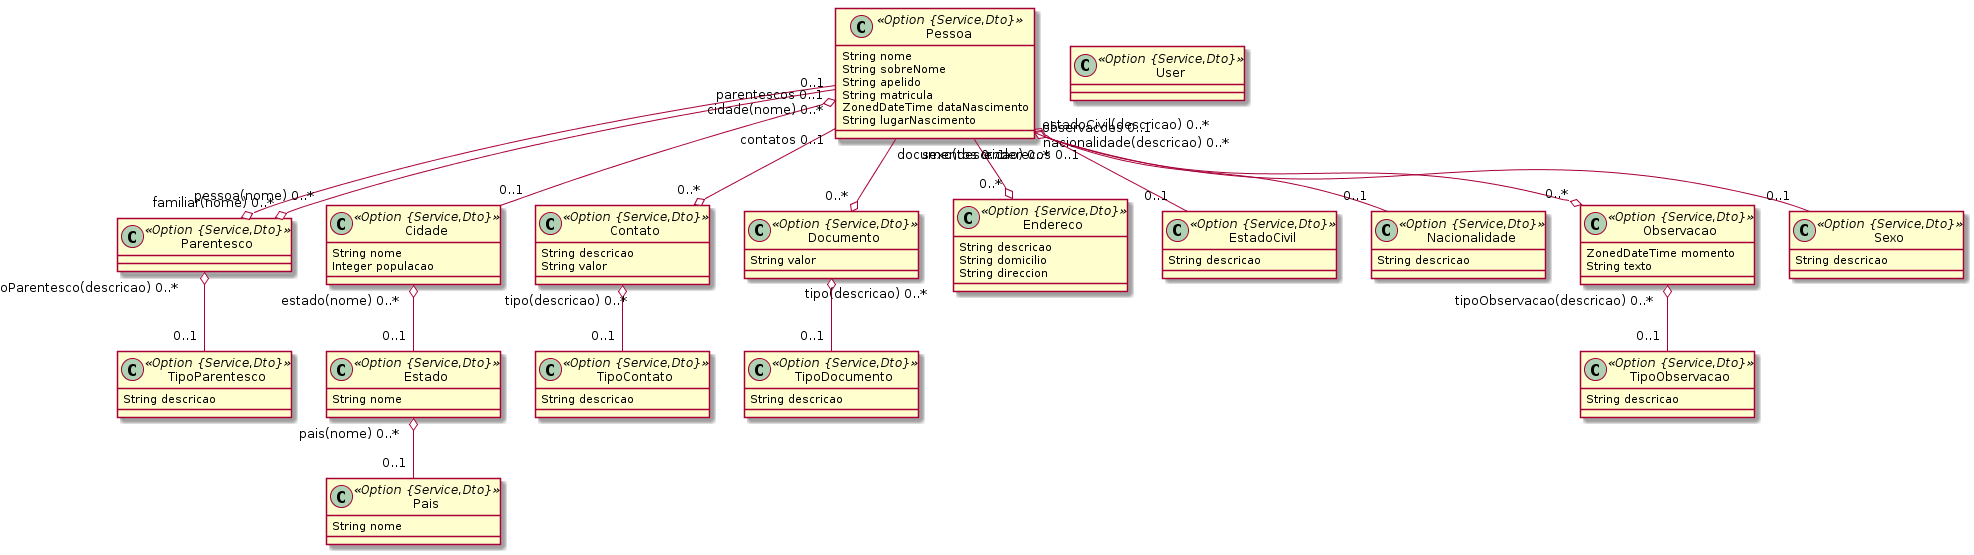 «Option {Service,Dto}»
Pessoa
String nome
String sobreNome
String apelido
String matricula
ZonedDateTime dataNascimento
String lugarNascimento
«Option {Service,Dto}»
User
0..1
parentescos 0..1
cidade(nome) 0..*
contatos 0..1
estadoCivil(descricao) 0..*
observacoes 0..1
nacionalidade(descricao) 0..*
pessoa(nome) 0..*
familiar(nome) 0..*
0..1
0..*
0..*
0..*
0..1
0..1
0..*
0..1
«Option {Service,Dto}»
Parentesco
«Option {Service,Dto}»
Cidade
String nome
Integer populacao
«Option {Service,Dto}»
Contato
String descricao
String valor
«Option {Service,Dto}»
Documento
String valor
«Option {Service,Dto}»
Endereco
String descricao
String domicilio
String direccion
«Option {Service,Dto}»
EstadoCivil
String descricao
«Option {Service,Dto}»
Nacionalidade
String descricao
«Option {Service,Dto}»
Observacao
ZonedDateTime momento
String texto
«Option {Service,Dto}»
Sexo
String descricao
oParentesco(descricao) 0..*
estado(nome) 0..*
tipo(descricao) 0..*
tipo(descricao) 0..*
tipoObservacao(descricao) 0..*
0..1
0..1
0..1
0..1
0..1
«Option {Service,Dto}»
TipoParentesco
String descricao
«Option {Service,Dto}»
Estado
String nome
«Option {Service,Dto}»
TipoContato
String descricao
«Option {Service,Dto}»
TipoDocumento
String descricao
«Option {Service,Dto}»
TipoObservacao
String descricao
pais(nome) 0..*
0..1
«Option {Service,Dto}»
Pais
String nome